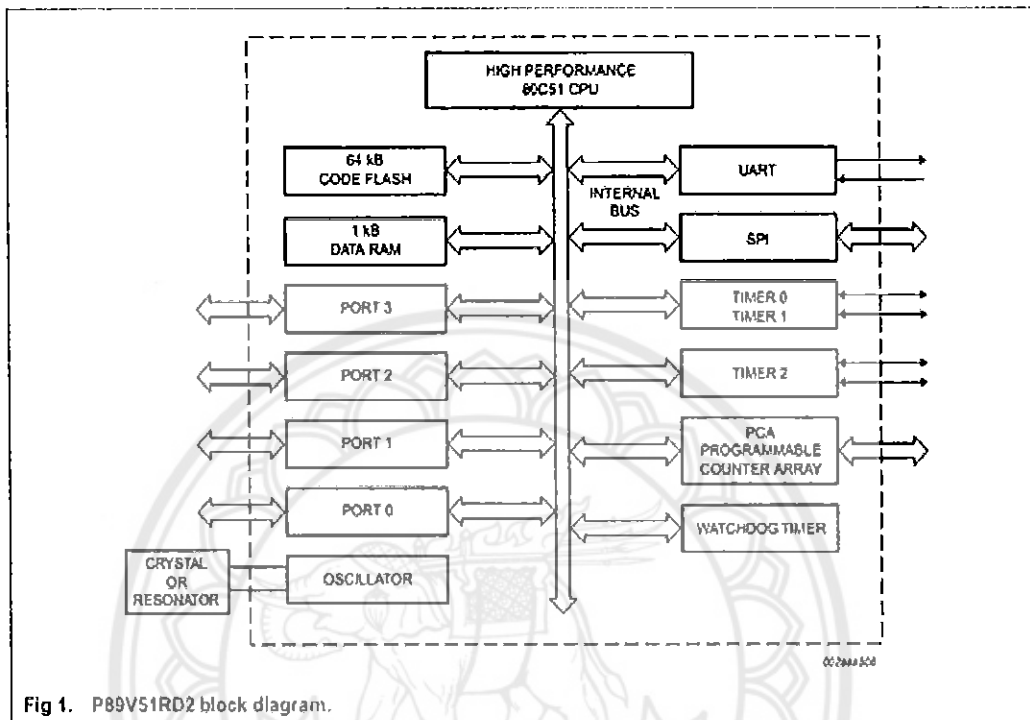 HIGH PERFORMANCE
80C51 CPU
64 kB
CODE FLASH
UART
INTERNAL
BUS
1 kB
DATA RAM
SPI
PORT 3
TIMER 0
TIMER 1
PORT 2
TIMER 2
PORT 1
PCA
PROGRAMMABLE
COUNTER ARRAY
PORT 0
WATCHDOG TIMER
CRYSTAL
OR
RESONATOR
OSCILLATOR
Fig 1. P89V51RD2 block diagram.